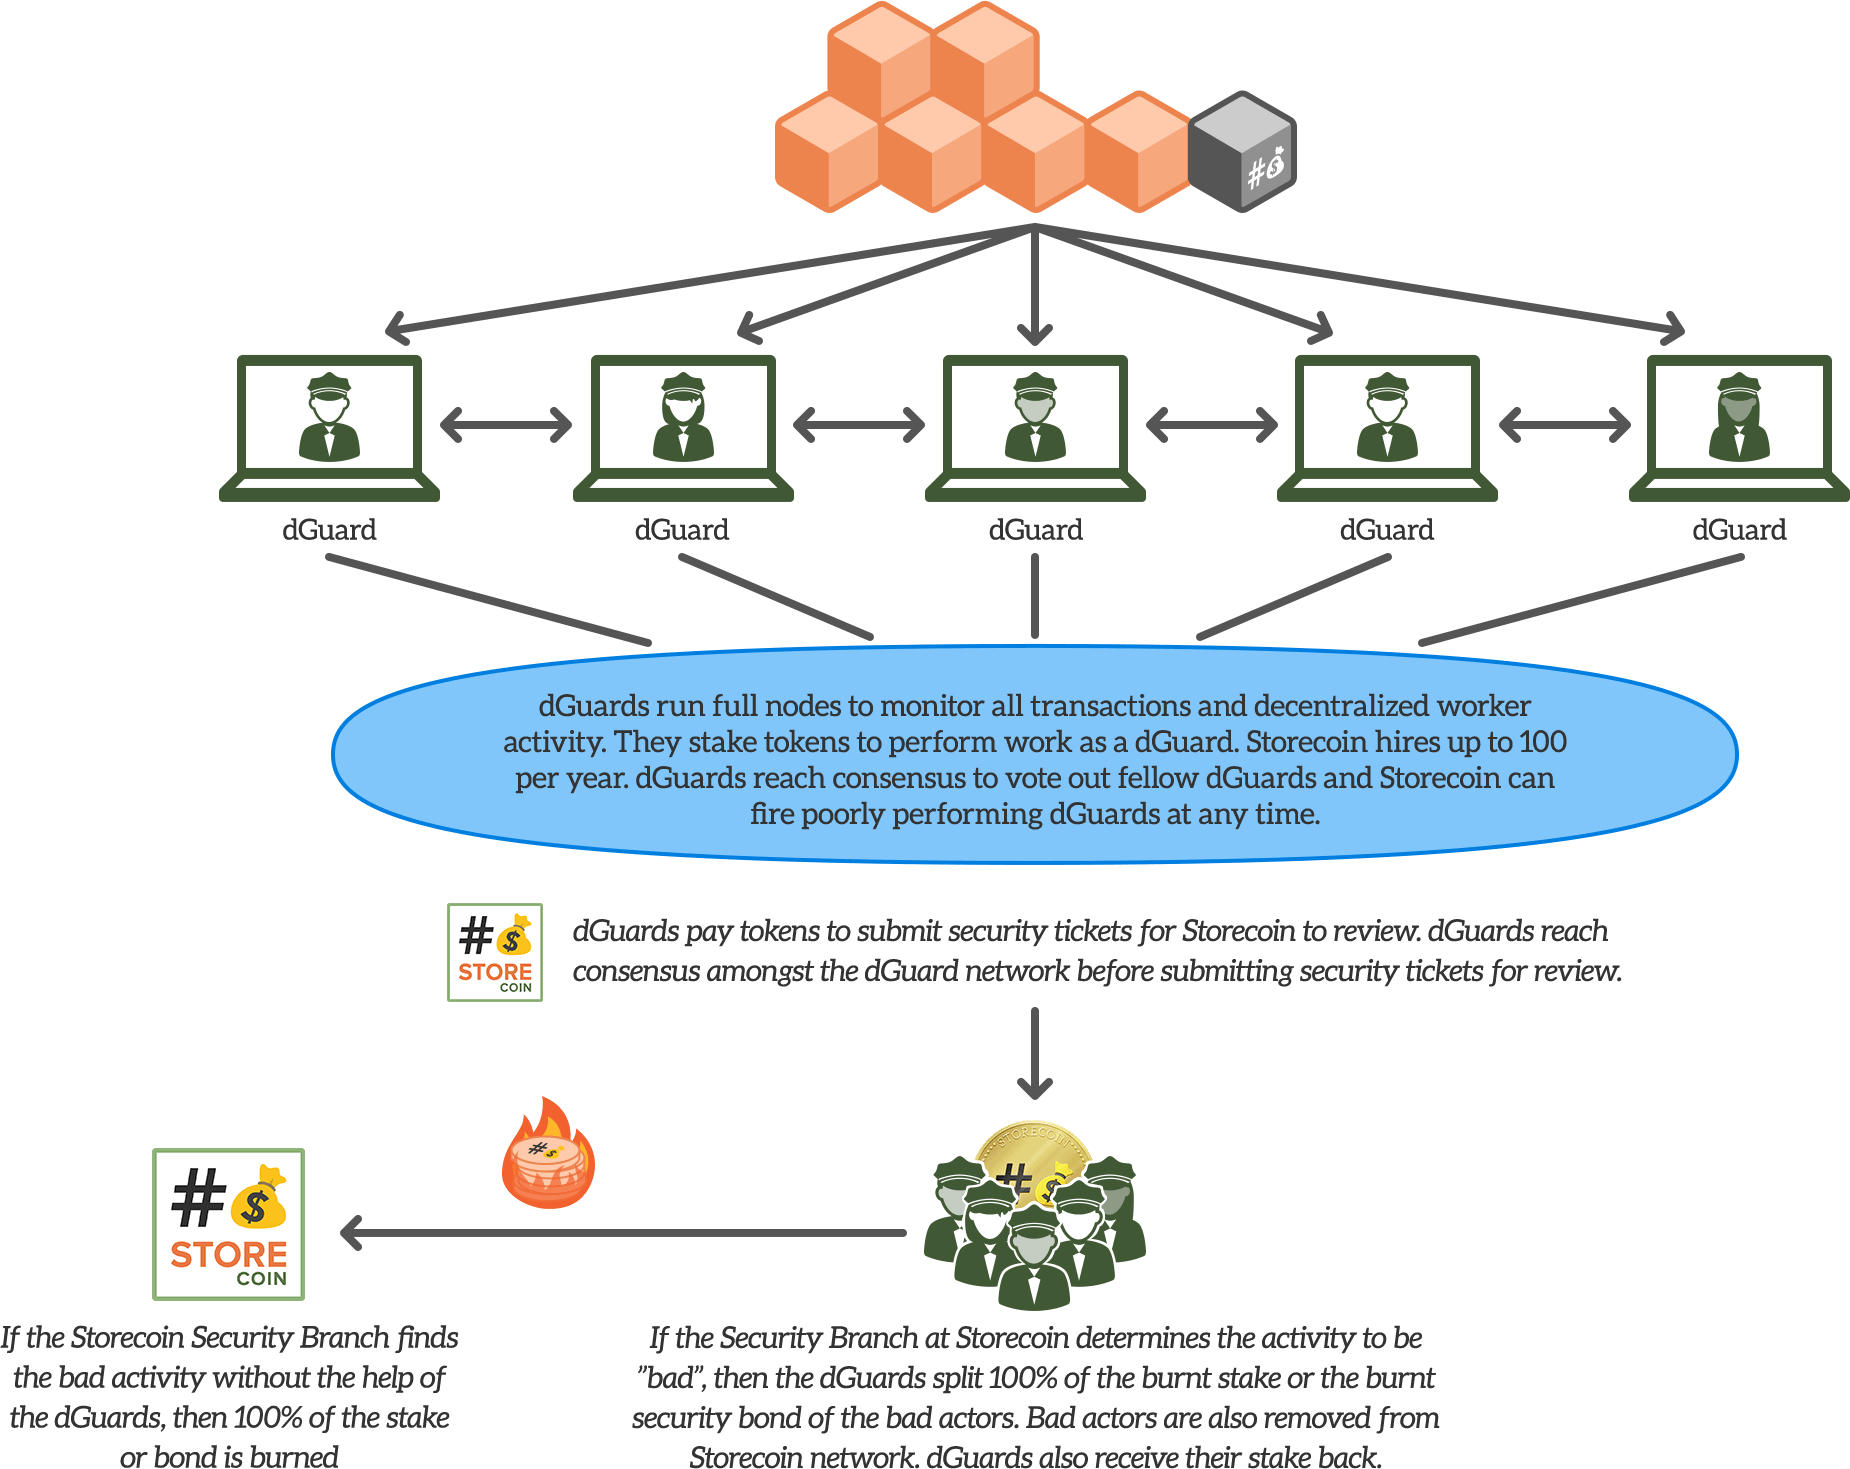 #$
dGuard
dGuard
dGuard
dGuard
dGuard
dGuards run full nodes to monitor all transactions and decentralized worker
activity. They stake tokens to perform work as a dGuard. Storecoin hires up to 100
per year. dGuards reach consensus to vote out fellow dGuards and Storecoin can
fire poorly performing dGuards at any time.
#$
STORE
COIN
dGuards pay tokens to submit security tickets for Storecoin to review. dGuards reach
consensus amongst the dGuard network before submitting security tickets for review.
#$
STORECOIN
#$
#$
STORE
COIN
If the Storecoin Security Branch finds
the bad activity without the help of
the dGuards, then 100% of the stake
or bond is burned
If the Security Branch at Storecoin determines the activity to be
”bad”, then the dGuards split 100% of the burnt stake or the burnt
security bond of the bad actors. Bad actors are also removed from
Storecoin network. dGuards also receive their stake back.